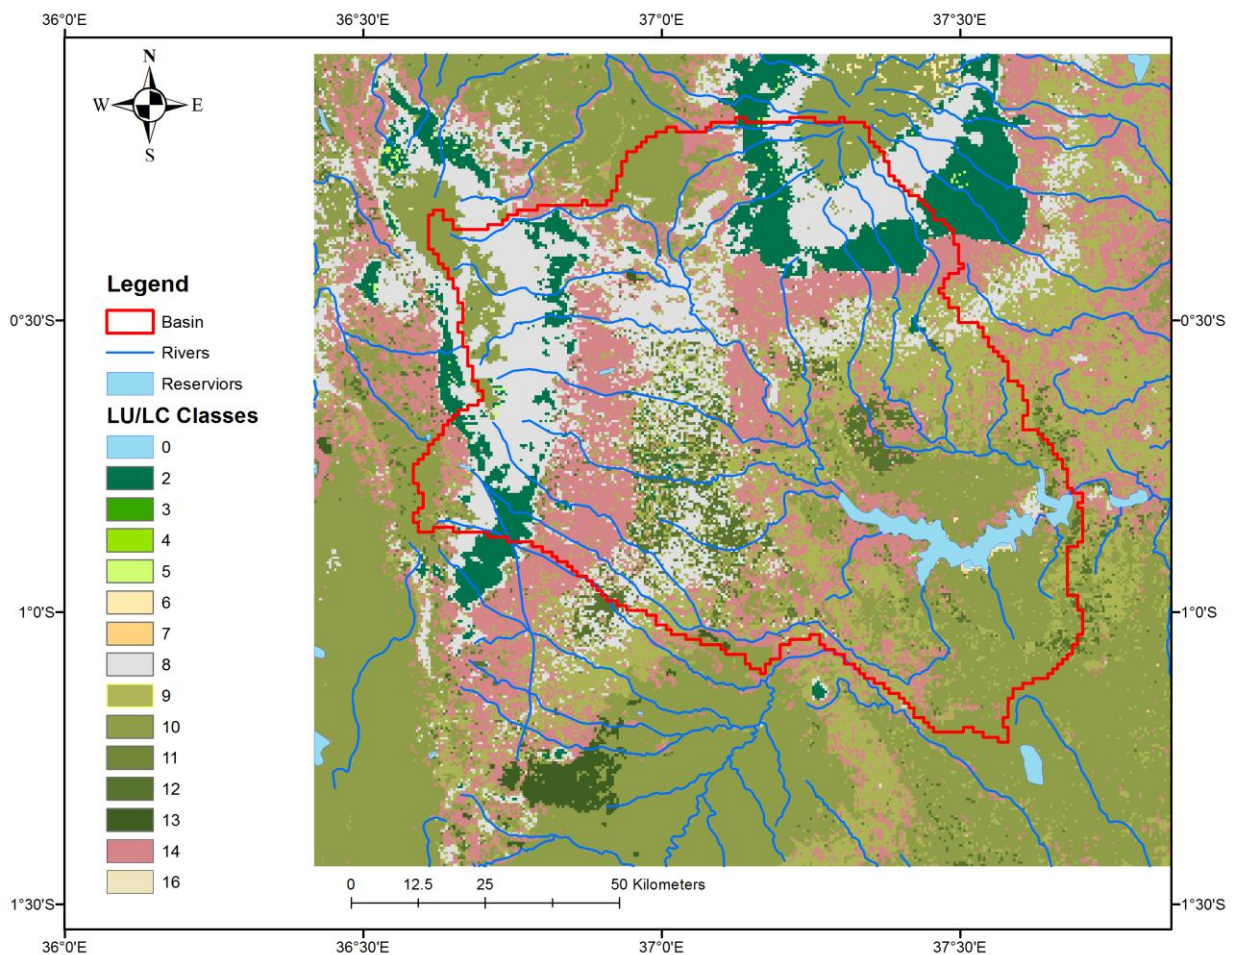 36°0'E 36°30'E 37°0'E 37°30'E
N
W E
S
Legend
Basin
Rivers
Reserviors
LU/LC Classes
0
2
3
4
5
6
7
8
9
10
11
12
13
14
16
0°30'S 0°30'S
1°0'S 1°0'S
1°30'S 1°30'S
0 12.5 25 50 Kilometers
36°0'E 36°30'E 37°0'E 37°30'E